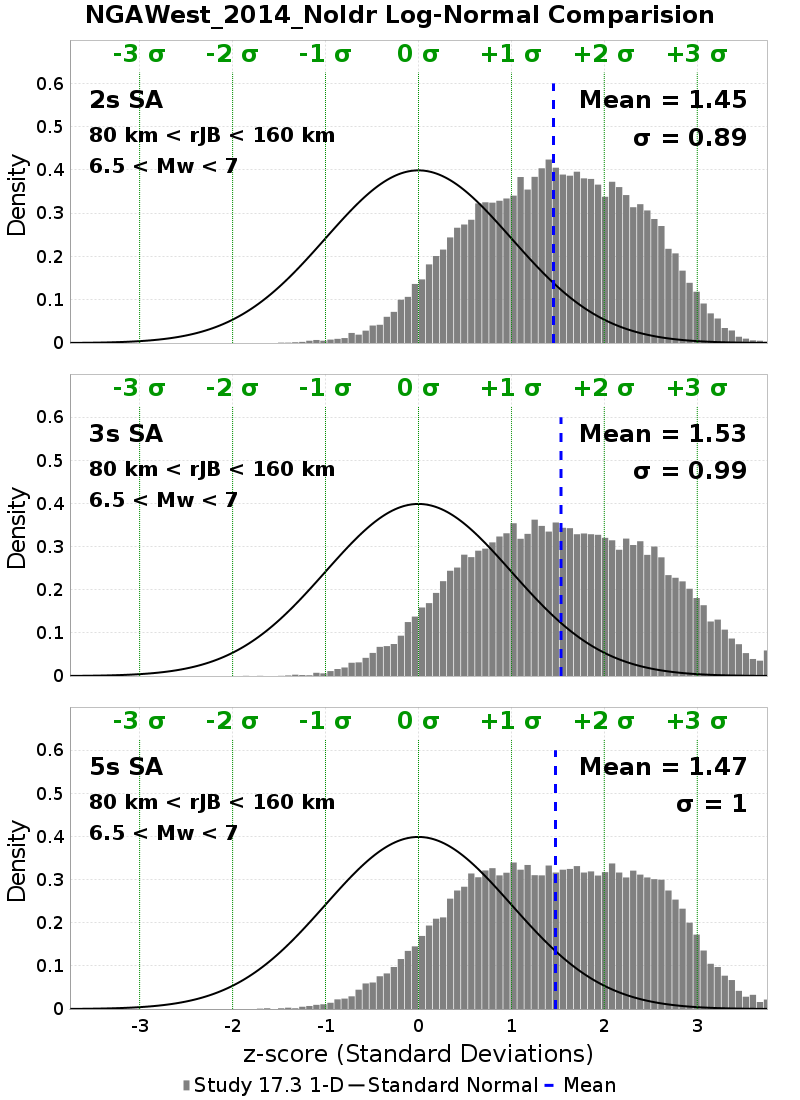 NGAWest_2014_NoIdr Log-Normal Comparision
-3 σ -2 σ -1 σ 0 σ +1 σ +2 σ +3 σ
0.6
2s SA
Mean = 1.45
0.5
80 km < rJB < 160 km
σ = 0.89
6.5 < Mw < 7
0.4
0.3
0.2
0.1
0
Density
-3 σ -2 σ -1 σ 0 σ +1 σ +2 σ +3 σ
0.6
3s SA
Mean = 1.53
0.5
80 km < rJB < 160 km
σ = 0.99
6.5 < Mw < 7
0.4
0.3
0.2
0.1
0
Density
-3 σ -2 σ -1 σ 0 σ +1 σ +2 σ +3 σ
0.6
5s SA
Mean = 1.47
0.5
80 km < rJB < 160 km
σ = 1
6.5 < Mw < 7
0.4
0.3
0.2
0.1
0
Density
-3 -2 -1 0 1 2 3
z-score (Standard Deviations)
Study 17.3 1-D Standard Normal Mean